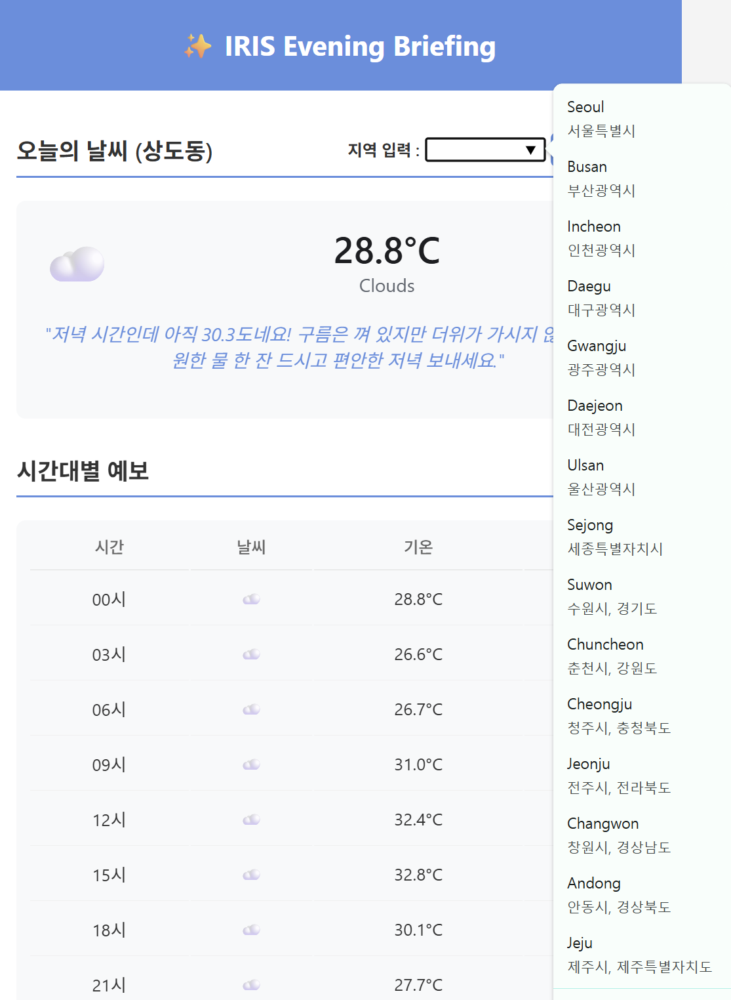 ✨ IRIS Evening Briefing
오늘의 날씨 (상도동)
지역 입력 : ▼
28.8°C
Clouds
"저녁 시간인데 아직 30.3도네요! 구름은 껴 있지만 더위가 가시지
원한 물 한 잔 드시고 편안한 저녁 보내세요."
시간대별 예보
시간 날씨 기온
00시 28.8°C
03시 26.6°C
06시 26.7°C
09시 31.0°C
12시 32.4°C
15시 32.8°C
18시 30.1°C
21시 27.7°C
Seoul
서울특별시
Busan
부산광역시
Incheon
인천광역시
Daegu
대구광역시
Gwangju
광주광역시
Daejeon
대전광역시
Ulsan
울산광역시
Sejong
세종특별자치시
Suwon
수원시, 경기도
Chuncheon
춘천시, 강원도
Cheongju
청주시, 충청북도
Jeonju
전주시, 전라북도
Changwon
창원시, 경상남도
Andong
안동시, 경상북도
Jeju
제주시, 제주특별자치도